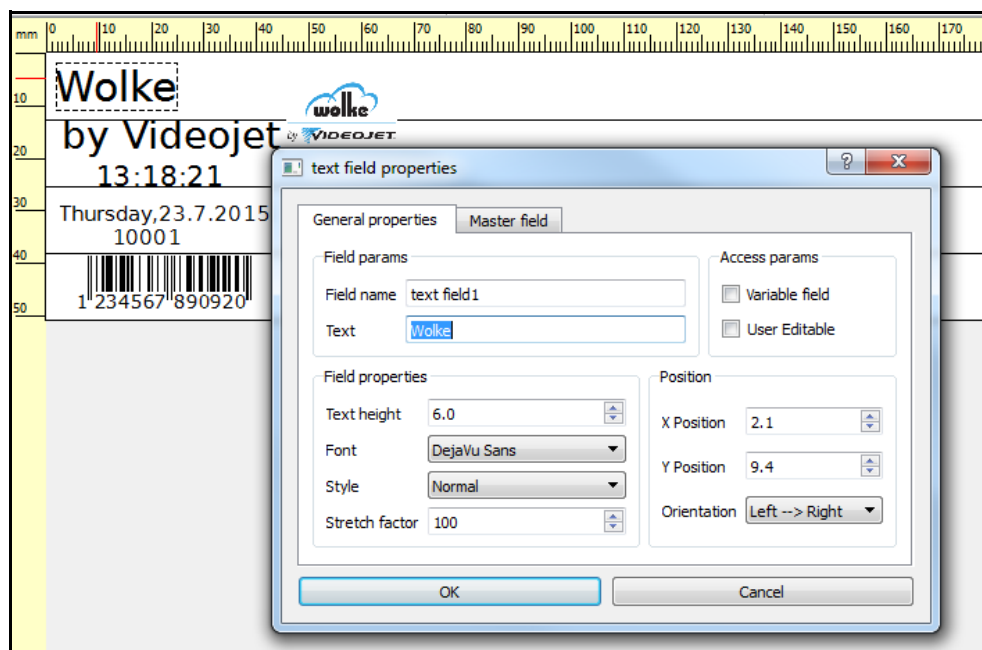 mm 0 10 20 30 40 50 60 70 80 90 100 110 120 130 140 150 160 170
10
20
30
40
50
Wolke
wolke
by VIDEOJET
by Videojet
13:18:21
Thursday,23.7.2015
10001
1 234567 890920
text field properties
General properties Master field
Field params
Field name text field1
Text Wolke
Access params
Variable field
User Editable
Field properties
Text height 6.0
Font DejaVu Sans
Style Normal
Stretch factor 100
Position
X Position 2.1
Y Position 9.4
Orientation Left --> Right
OK Cancel